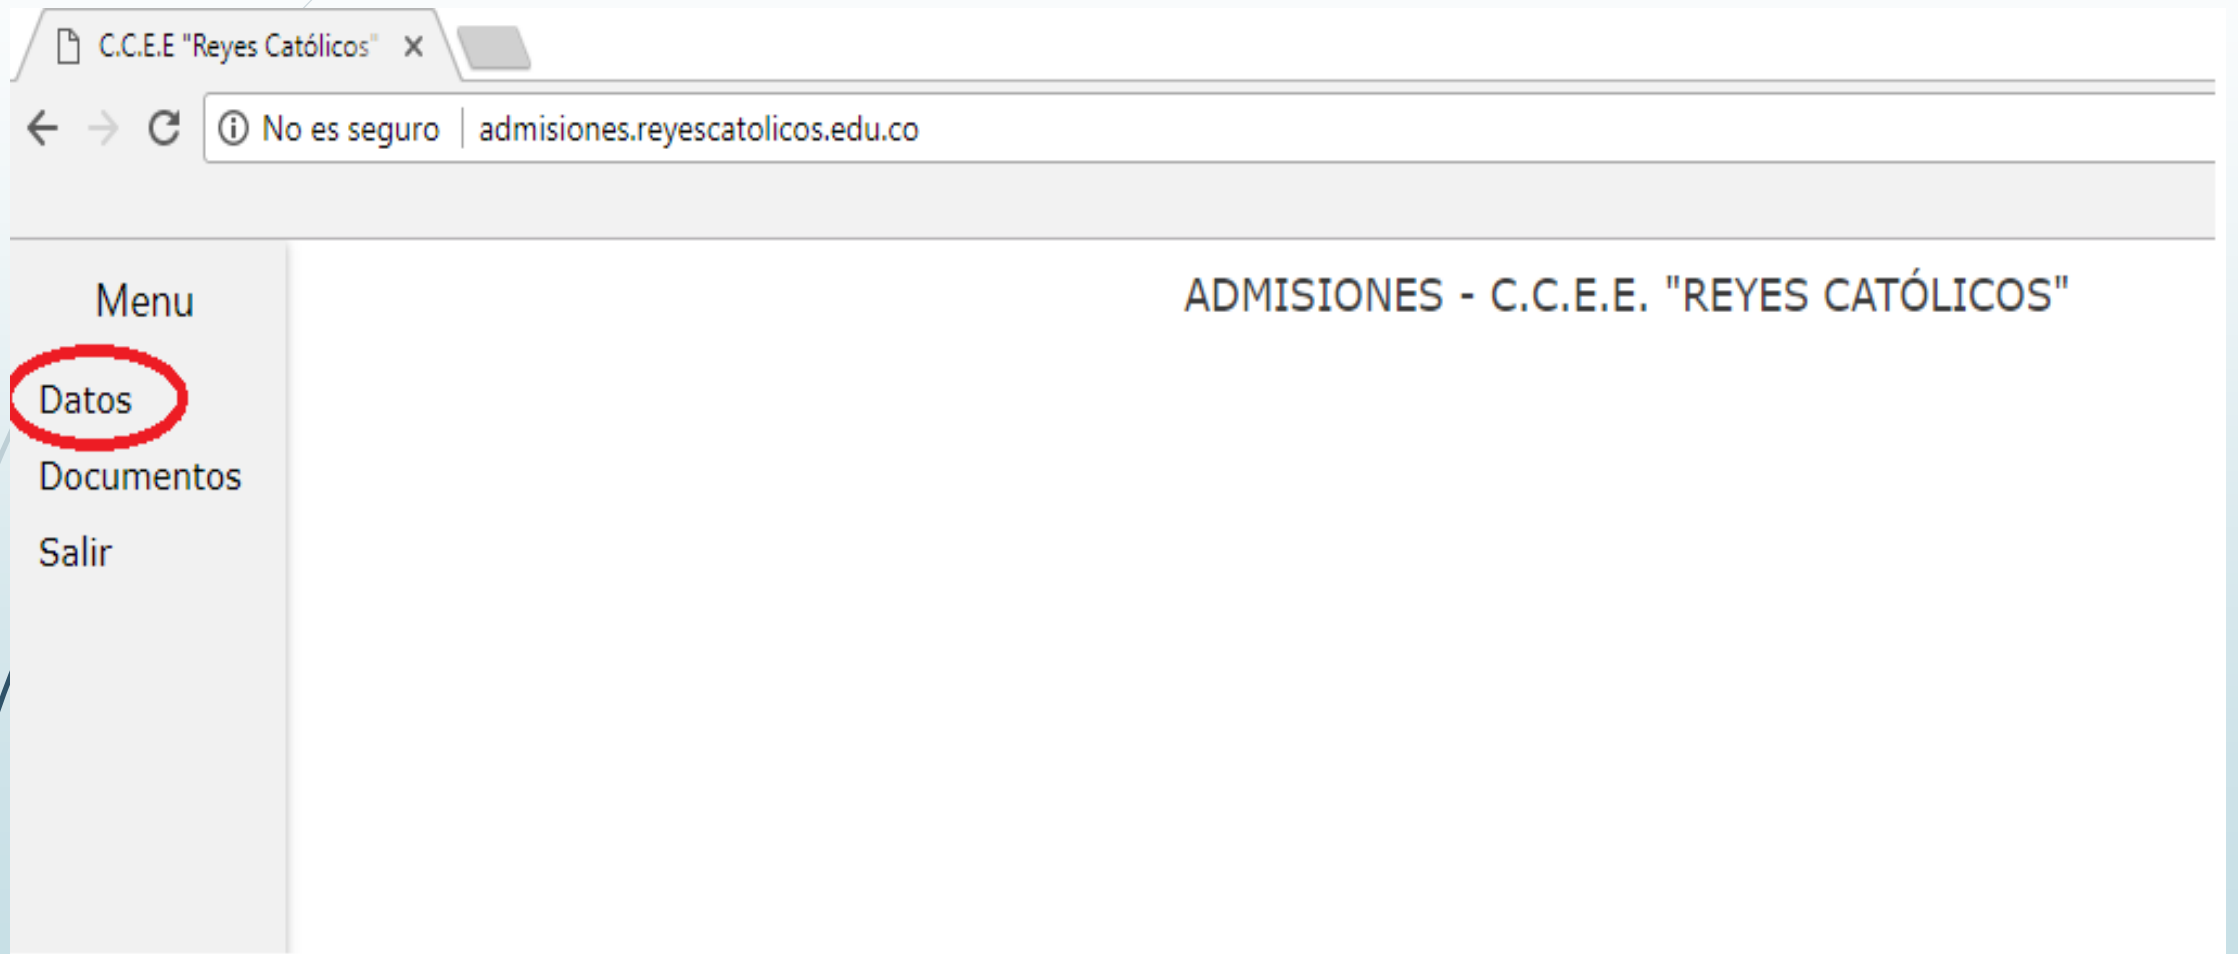 C.C.E.E "Reyes Católicos"
No es seguro admisiones.reyescatolicos.edu.co
Menu
ADMISIONES - C.C.E.E. "REYES CATÓLICOS"
Datos
Documentos
Salir